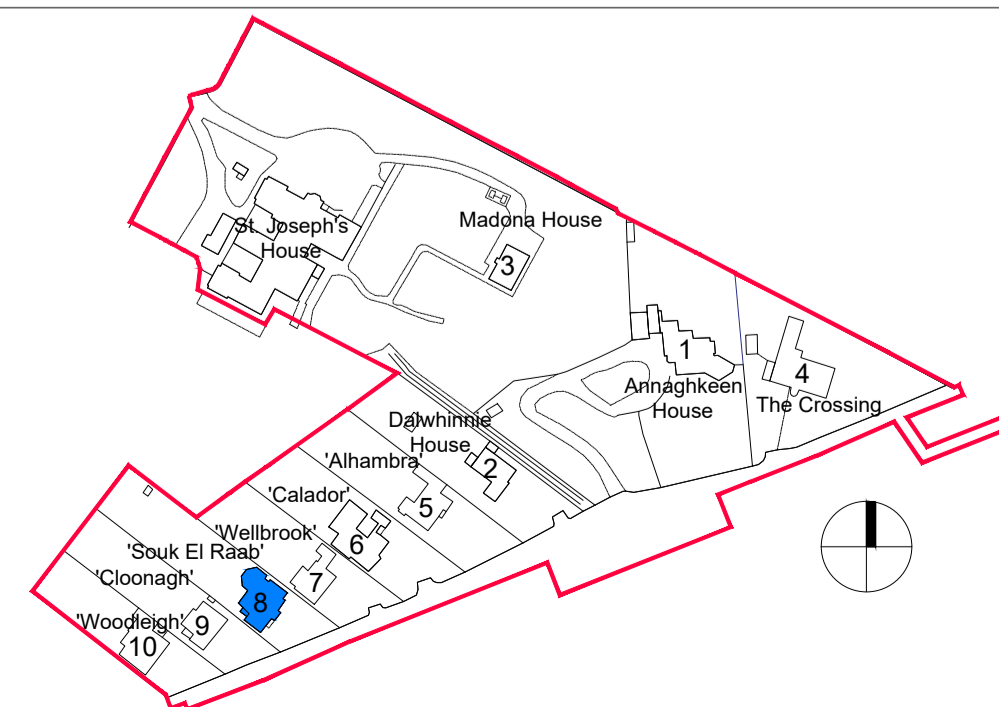 St. Joseph's
House
Madona House
3
1
Annaghkeen
House
4
The Crossing
Dalwhinnie
House
2
'Alhambra'
5
'Calador'
6
'Wellbrook'
7
'Souk El Raab'
8
'Cloonagh'
9
'Woodleigh'
10